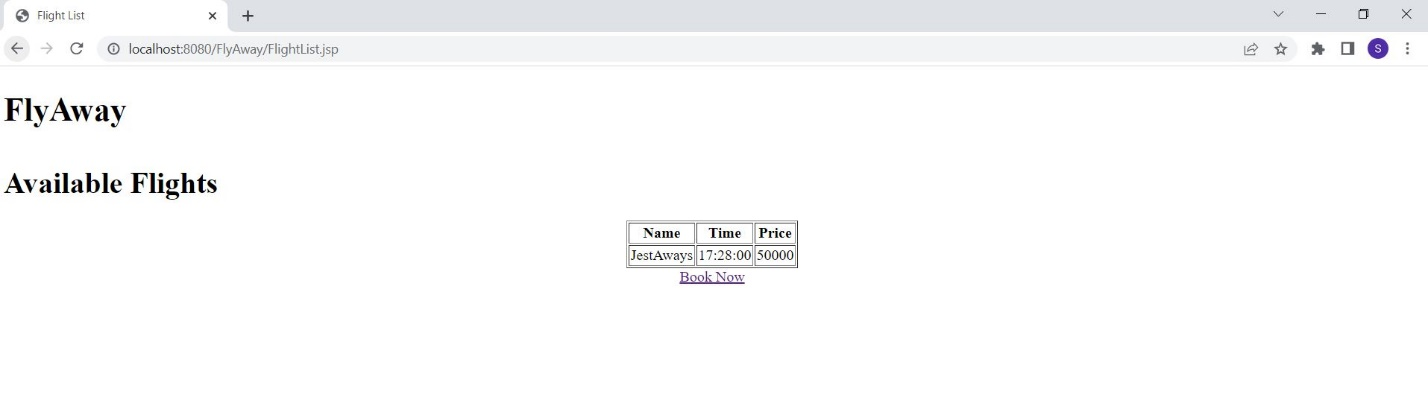 Flight List
localhost:8080/FlyAway/FlightList.jsp
S
FlyAway
Available Flights
Name Time Price
JestAways 17:28:00 50000
Book Now